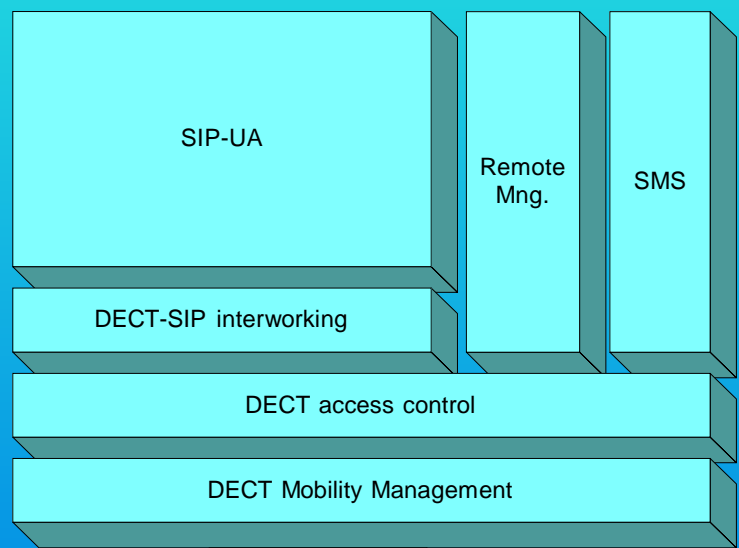 SIP-UA
Remote
Mng.
SMS
DECT-SIP interworking
DECT access control
DECT Mobility Management